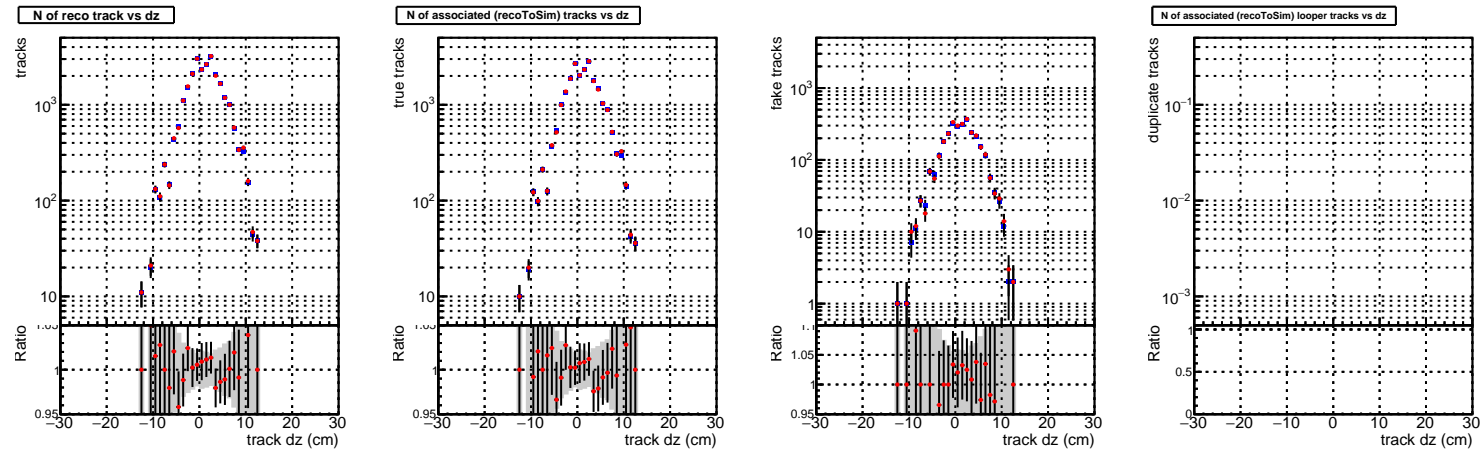 N of reco track vs dz
tracks
10³
10²
10
Ratio
1
0.95
−30 −20 −10 0 10 20 30
track dz (cm)
N of associated (recoToSim) tracks vs dz
true tracks
10³
10²
10
Ratio
1
0.95
−30 −20 −10 0 10 20 30
track dz (cm)
fake tracks
10³
10²
10
1
Ratio
1.05
1
0.95
−30 −20 −10 0 10 20 30
track dz (cm)
N of associated (recoToSim) looper tracks vs dz
duplicate tracks
10⁻¹
10⁻²
10⁻³
Ratio
1
0.5
0
−30 −20 −10 0 10 20 30
track dz (cm)